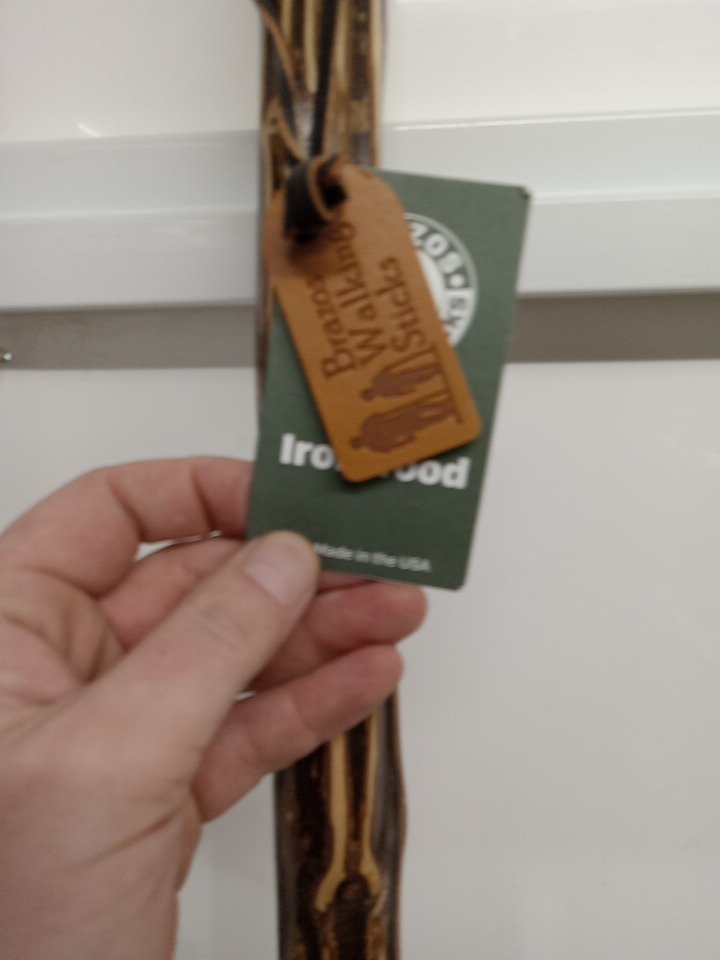 Brazos
Walking
Sticks
Made in the USA